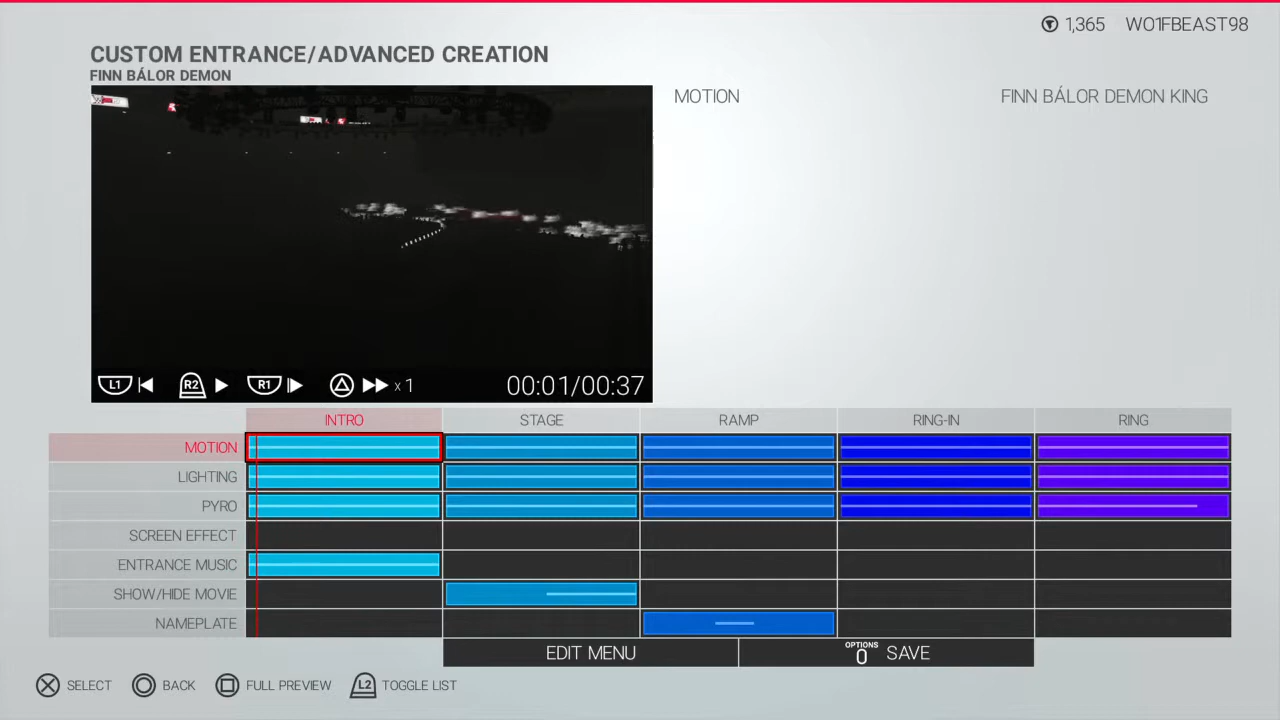 1,365 WO1FBEAST98
CUSTOM ENTRANCE/ADVANCED CREATION
FINN BÁLOR DEMON
MOTION FINN BÁLOR DEMON KING
L1 R2 R1 x 1 00:01/00:37
INTRO STAGE RAMP RING-IN RING
MOTION
LIGHTING
PYRO
SCREEN EFFECT
ENTRANCE MUSIC
SHOW/HIDE MOVIE
NAMEPLATE
EDIT MENU OPTIONS SAVE
SELECT BACK FULL PREVIEW L2 TOGGLE LIST